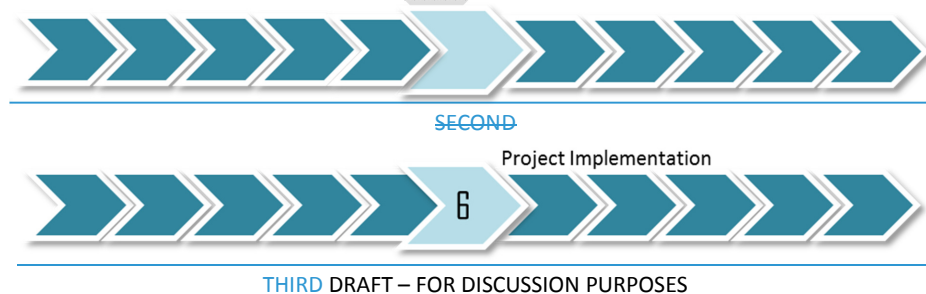 SECOND
Project Implementation
6
THIRD DRAFT – FOR DISCUSSION PURPOSES